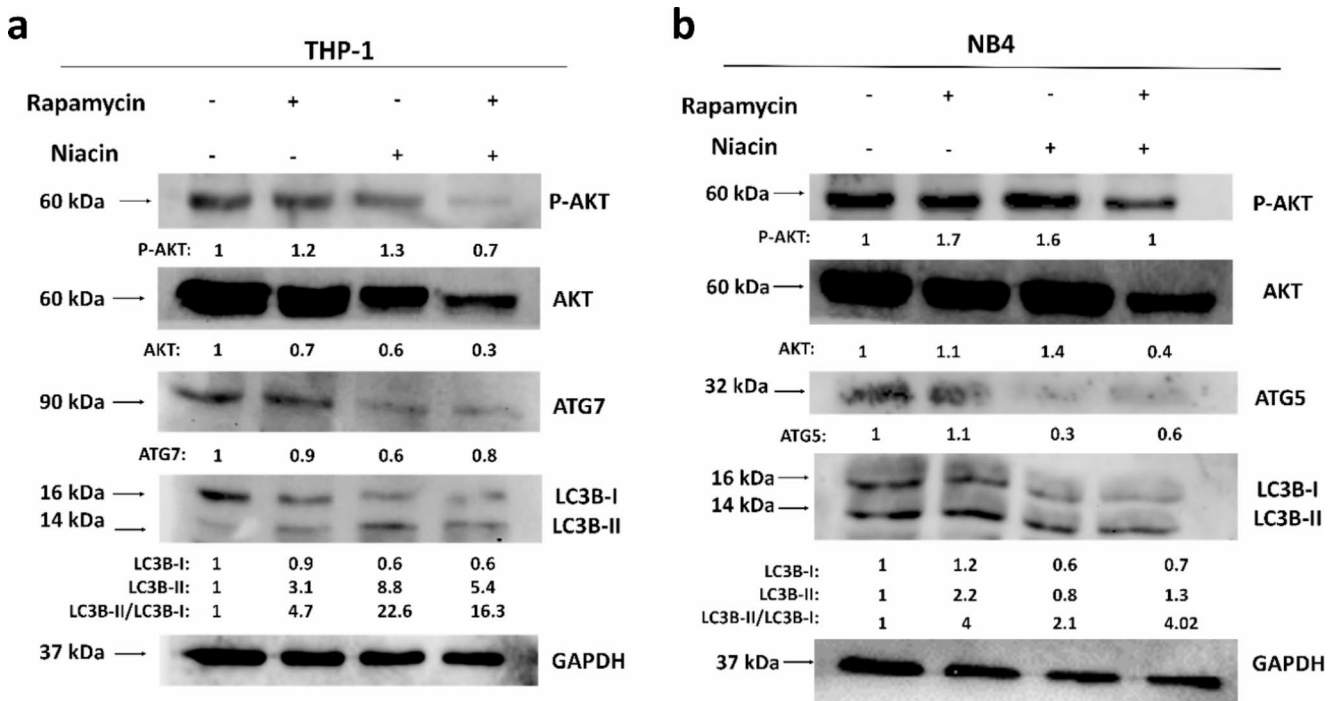 a
THP-1
Rapamycin - + - +
Niacin - - + +
60 kDa P-AKT
P-AKT: 1 1.2 1.3 0.7
60 kDa AKT
AKT: 1 0.7 0.6 0.3
90 kDa ATG7
ATG7: 1 0.9 0.6 0.8
16 kDa LC3B-I
14 kDa LC3B-II
LC3B-I: 1 0.9 0.6 0.6
LC3B-II: 1 3.1 8.8 5.4
LC3B-II/LC3B-I: 1 4.7 22.6 16.3
37 kDa GAPDH
b
NB4
Rapamycin - + - +
Niacin - - + +
60 kDa P-AKT
P-AKT: 1 1.7 1.6 1
60 kDa AKT
AKT: 1 1.1 1.4 0.4
32 kDa ATG5
ATG5: 1 1.1 0.3 0.6
16 kDa LC3B-I
14 kDa LC3B-II
LC3B-I: 1 1.2 0.6 0.7
LC3B-II: 1 2.2 0.8 1.3
LC3B-II/LC3B-I: 1 4 2.1 4.02
37 kDa GAPDH